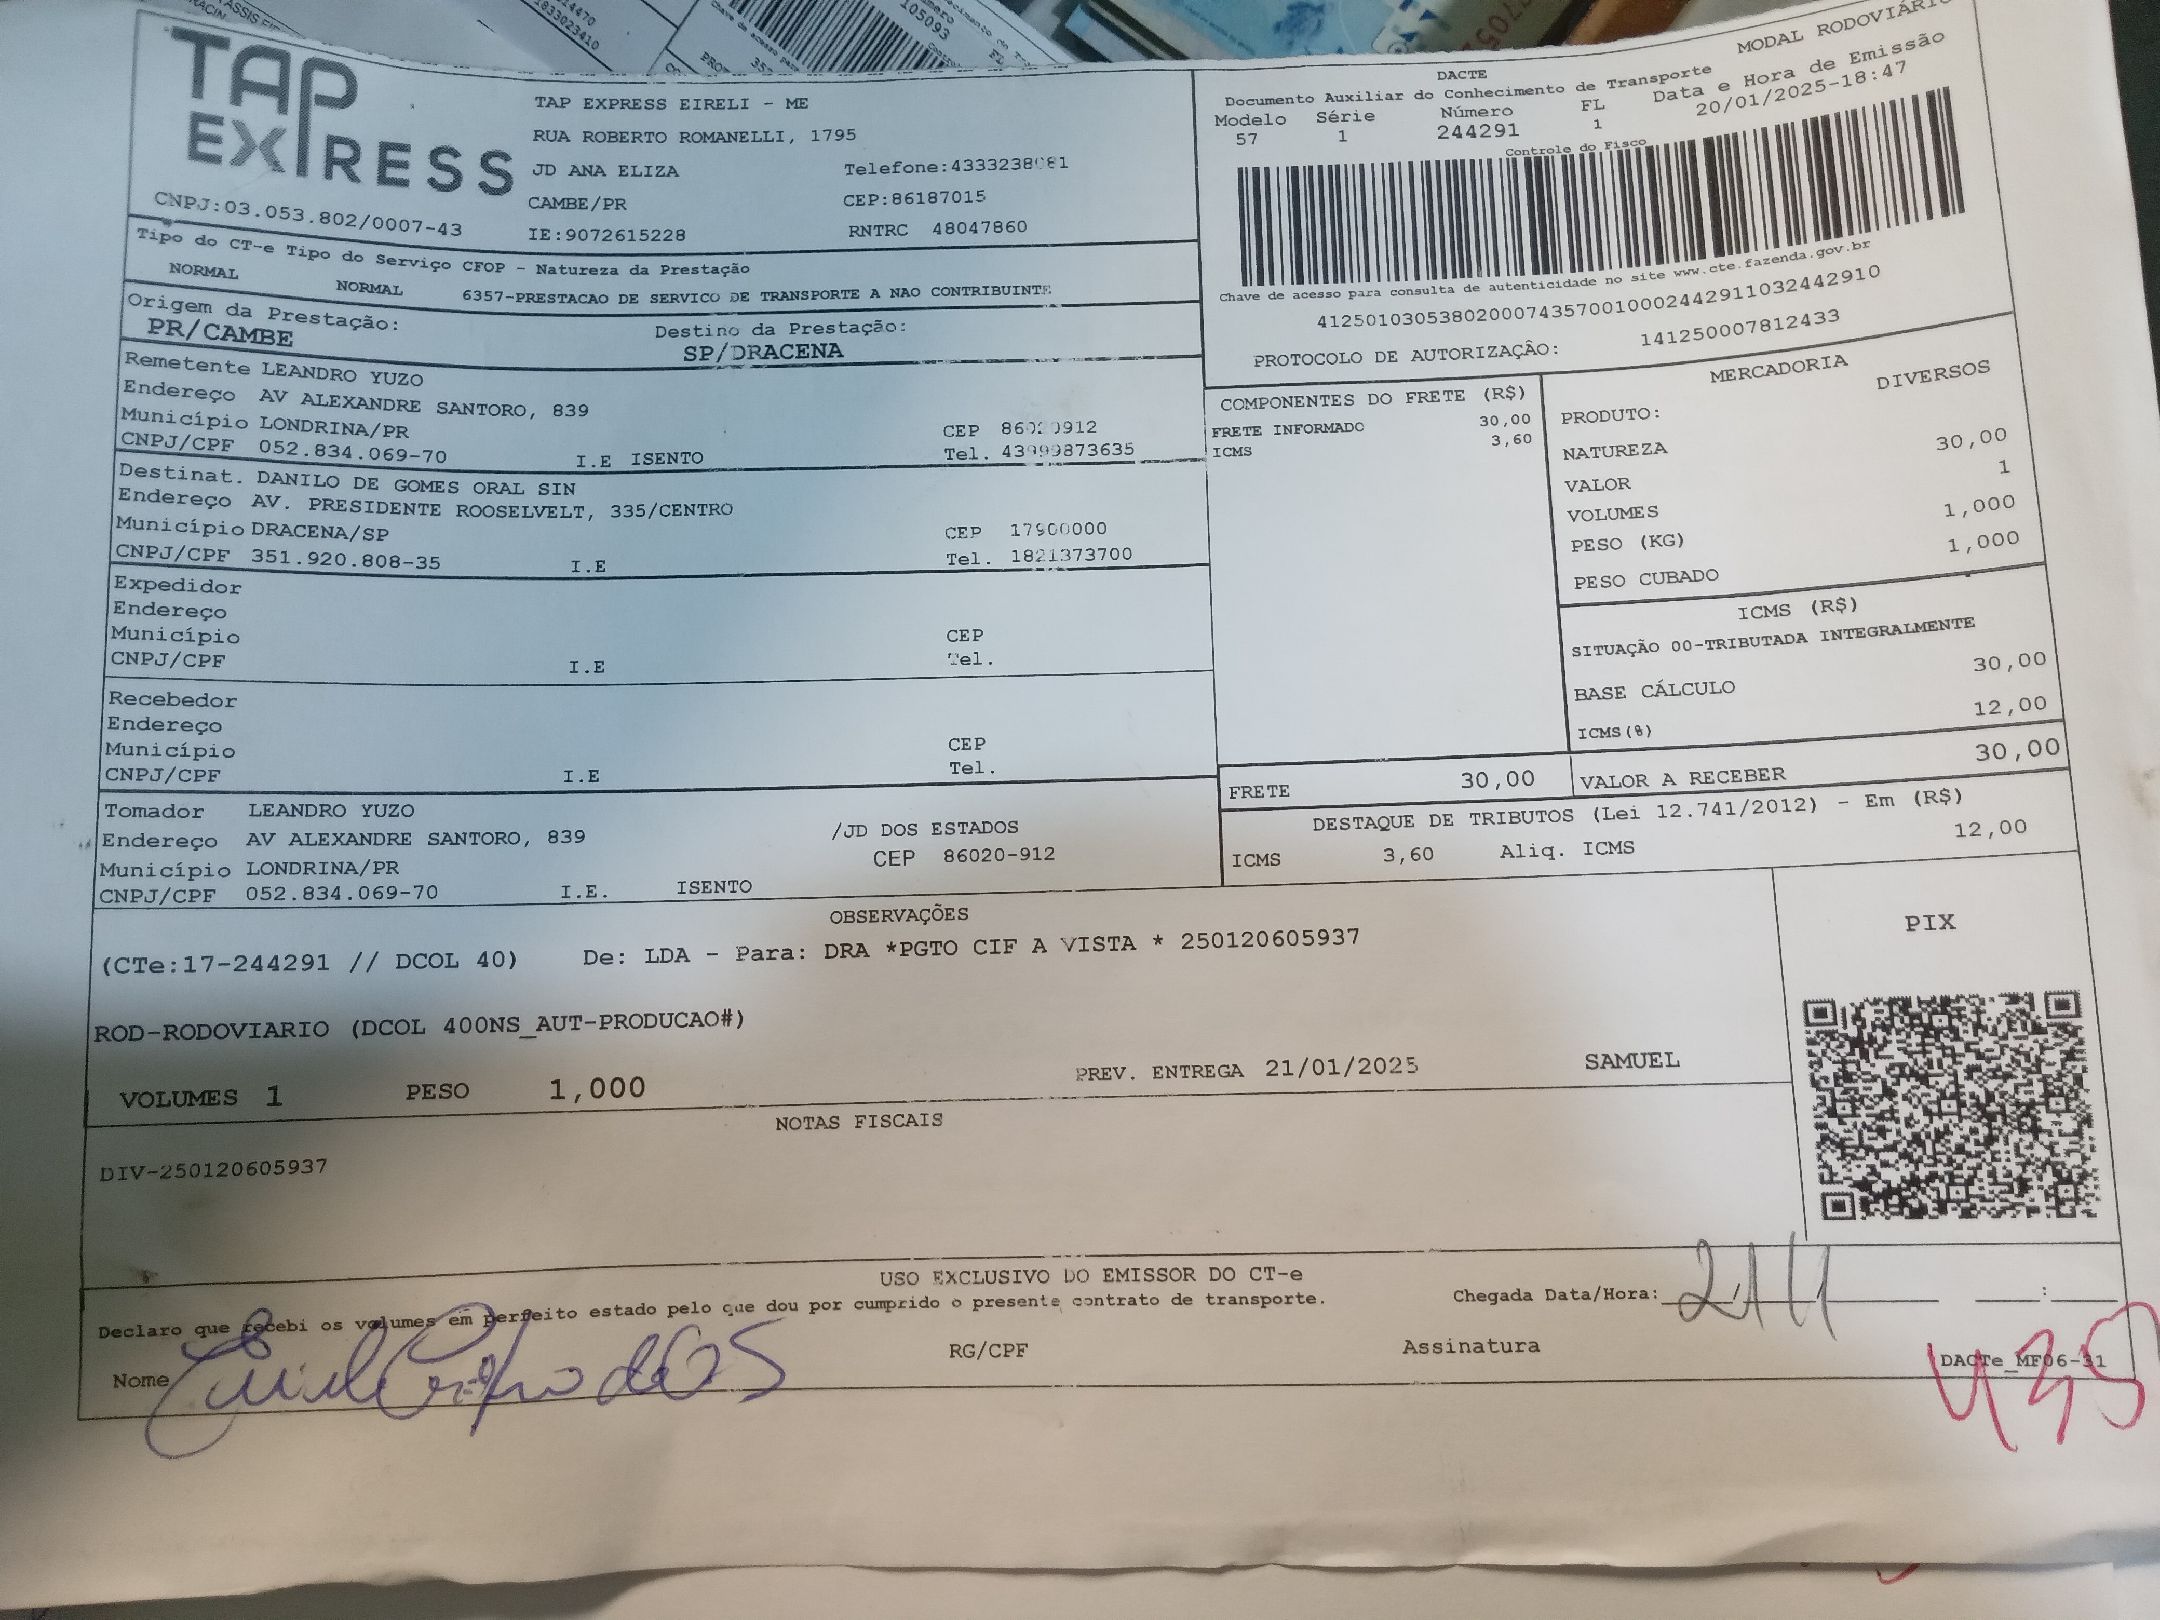 TAP
EXPRESS
CNPJ:03.053.802/0007-43
TAP EXPRESS EIRELI - ME
RUA ROBERTO ROMANELLI, 1795
JD ANA ELIZA
CAMBE/PR
IE:9072615228
CEP:86187015
RNTRC 48047860
DACTE
MODAL RODOVIÁRIO
Documento Auxiliar do Conhecimento de Transporte
Modelo Série Número FL Data e Hora de Emissão
57 1 244291 1 20/01/2025-18:47
Controle do Fisco
Chave de acesso para consulta de autenticidade no site www.cte.fazenda.gov.br
41250103053802000743570010002442911032442910
PROTOCOLO DE AUTORIZAÇÂO: 141250007812433
Tipo do CT-e Tipo do Serviço CFOP - Natureza da Prestação
NORMAL NORMAL 6357-PRESTACAO DE SERVICO DE TRANSPORTE A NAO CONTRIBUINTE
Origem da Prestação: Destino da Prestação:
PR/CAMBE SP/DRACENA
Remetente LEANDRO YUZO
Endereço AV ALEXANDRE SANTORO, 839
Município LONDRINA/PR CEP
CNPJ/CPF 052.834.069-70 I.E ISENTO Tel. 43999873635
Destinat. DANILO DE GOMES ORAL SIN
Endereço AV. PRESIDENTE ROOSELVELT, 335/CENTRO
Município DRACENA/SP CEP 17900000
CNPJ/CPF 351.920.808-35 I.E Tel. 1821373700
Expedidor
Endereço
Município CEP
CNPJ/CPF I.E Tel.
Recebedor
Endereço
Município CEP
CNPJ/CPF I.E Tel.
Tomador LEANDRO YUZO
Endereço AV ALEXANDRE SANTORO, 839 /JD DOS ESTADOS
Município LONDRINA/PR CEP 86020-912
CNPJ/CPF 052.834.069-70 I.E. ISENTO
COMPONENTES DO FRETE (R$)
FRETE INFORMADO 30,00
ICMS 3,60
MERCADORIA
PRODUTO: DIVERSOS
NATUREZA
VALOR 30,00
VOLUMES 1
PESO (KG) 1,000
PESO CUBADO 1,000
ICMS (R$)
SITUAÇÃO 00-TRIBUTADA INTEGRALMENTE
BASE CÁLCULO 30,00
ICMS(%) 12,00
FRETE 30,00 VALOR A RECEBER 30,00
DESTAQUE DE TRIBUTOS (Lei 12.741/2012) - Em (R$)
ICMS 3,60 Aliq. ICMS 12,00
OBSERVAÇÕES
(CTe:17-244291 // DCOL 40) De: LDA - Para: DRA *PGTO CIF A VISTA * 250120605937
ROD-RODOVIARIO (DCOL 400NS_AUT-PRODUCAO#)
VOLUMES 1 PESO 1,000 PREV. ENTREGA 21/01/2025 SAMUEL
PIX
NOTAS FISCAIS
DIV-250120605937
USO EXCLUSIVO DO EMISSOR DO CT-e
Declaro que recebi os volumes em perfeito estado pelo que dou por cumprido o presente contrato de transporte.
Chegada Data/Hora:
Nome RG/CPF Assinatura
DACTe_MF06-31